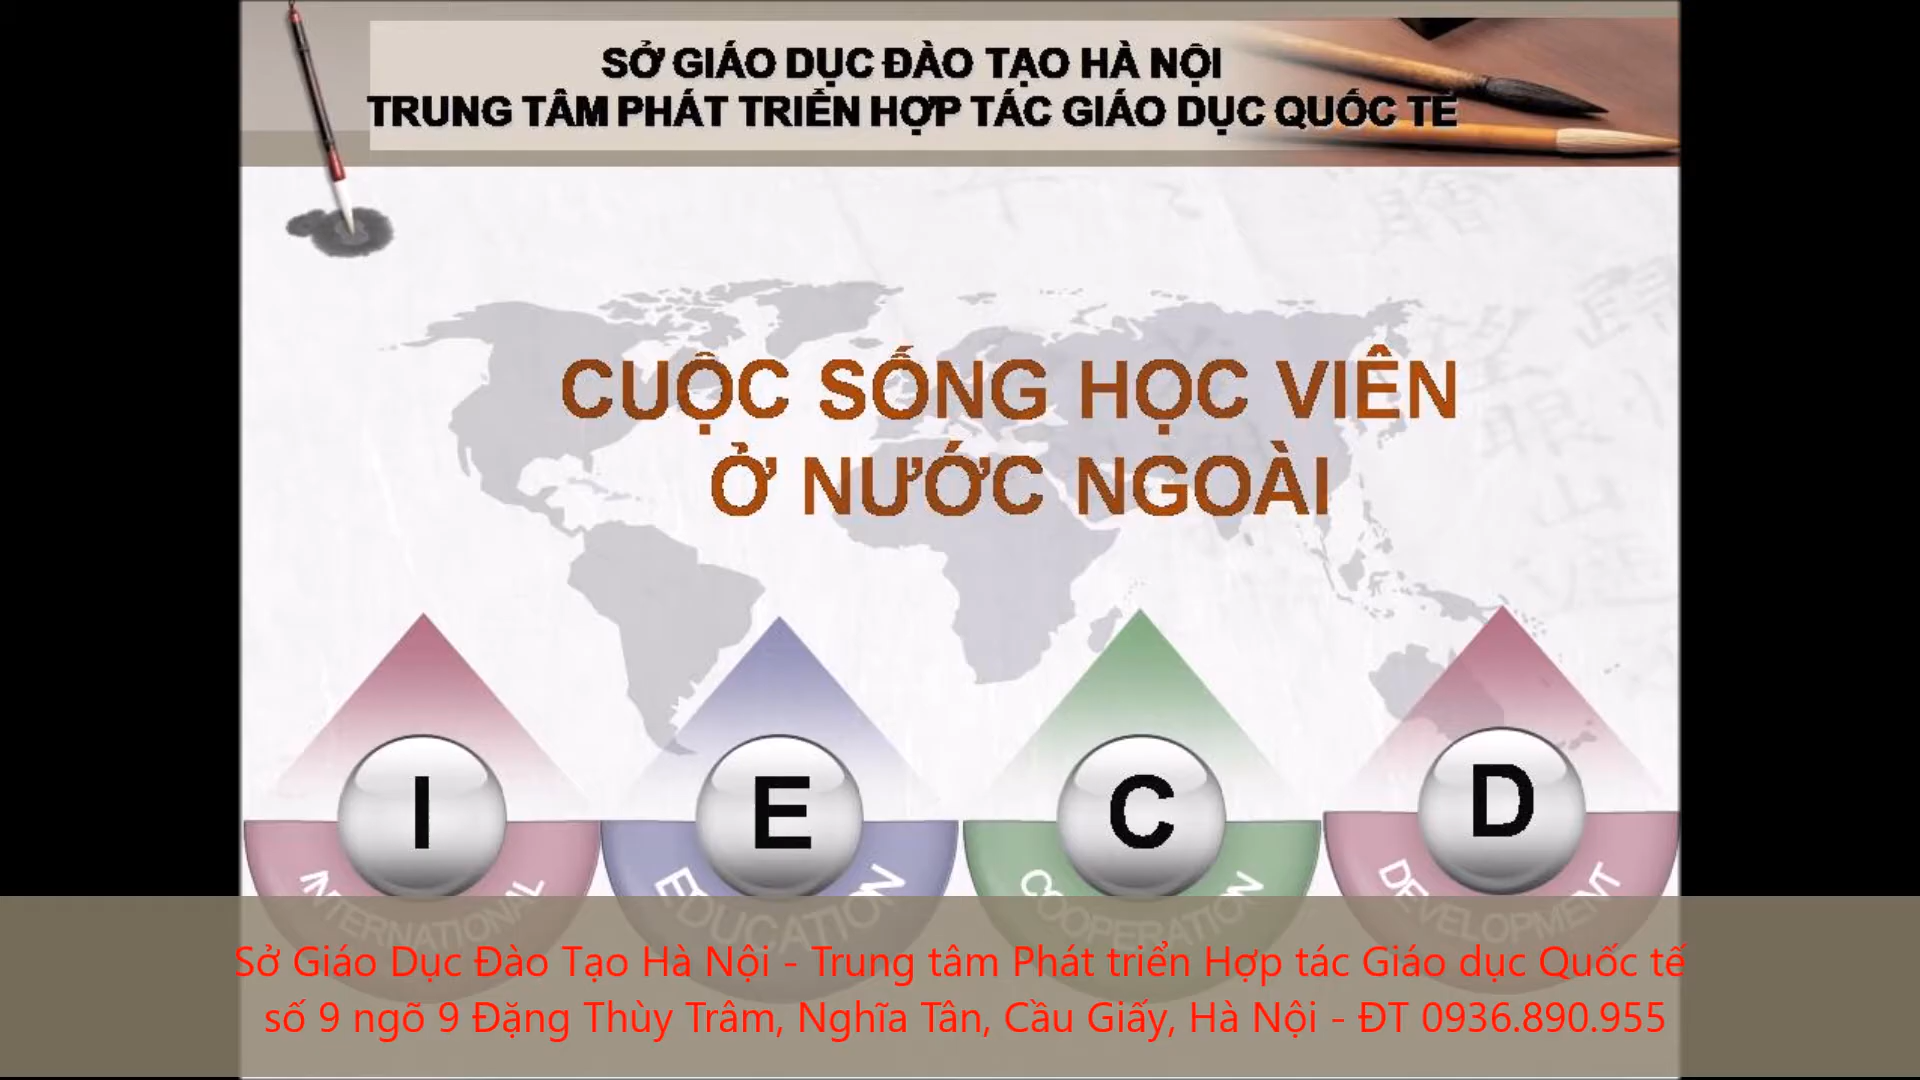 SỞ GIÁO DỤC ĐÀO TẠO HÀ NỘI
TRUNG TÂM PHÁT TRIỂN HỢP TÁC GIÁO DỤC QUỐC TẾ
CUỘC SỐNG HỌC VIÊN
Ở NƯỚC NGOÀI
I E C D
INTERNATIONAL EDUCATION COOPERATION DEVELOPMENT
Sở Giáo Dục Đào Tạo Hà Nội - Trung tâm Phát triển Hợp tác Giáo dục Quốc tế
số 9 ngõ 9 Đặng Thùy Trâm, Nghĩa Tân, Cầu Giấy, Hà Nội - ĐT 0936.890.955